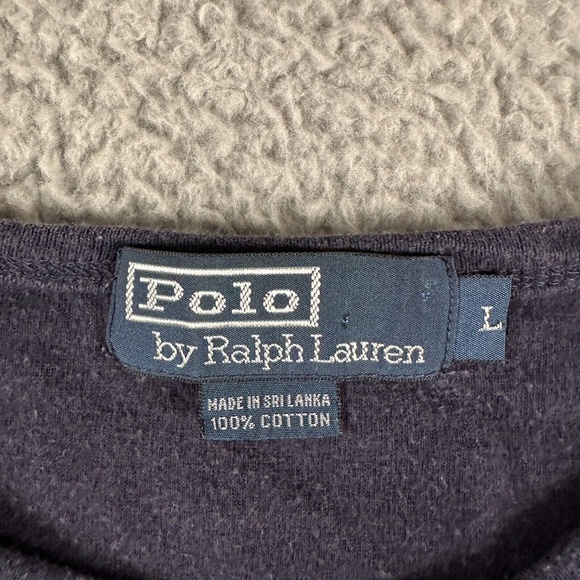 Polo
by Ralph Lauren
L
MADE IN SRI LANKA
100% COTTON